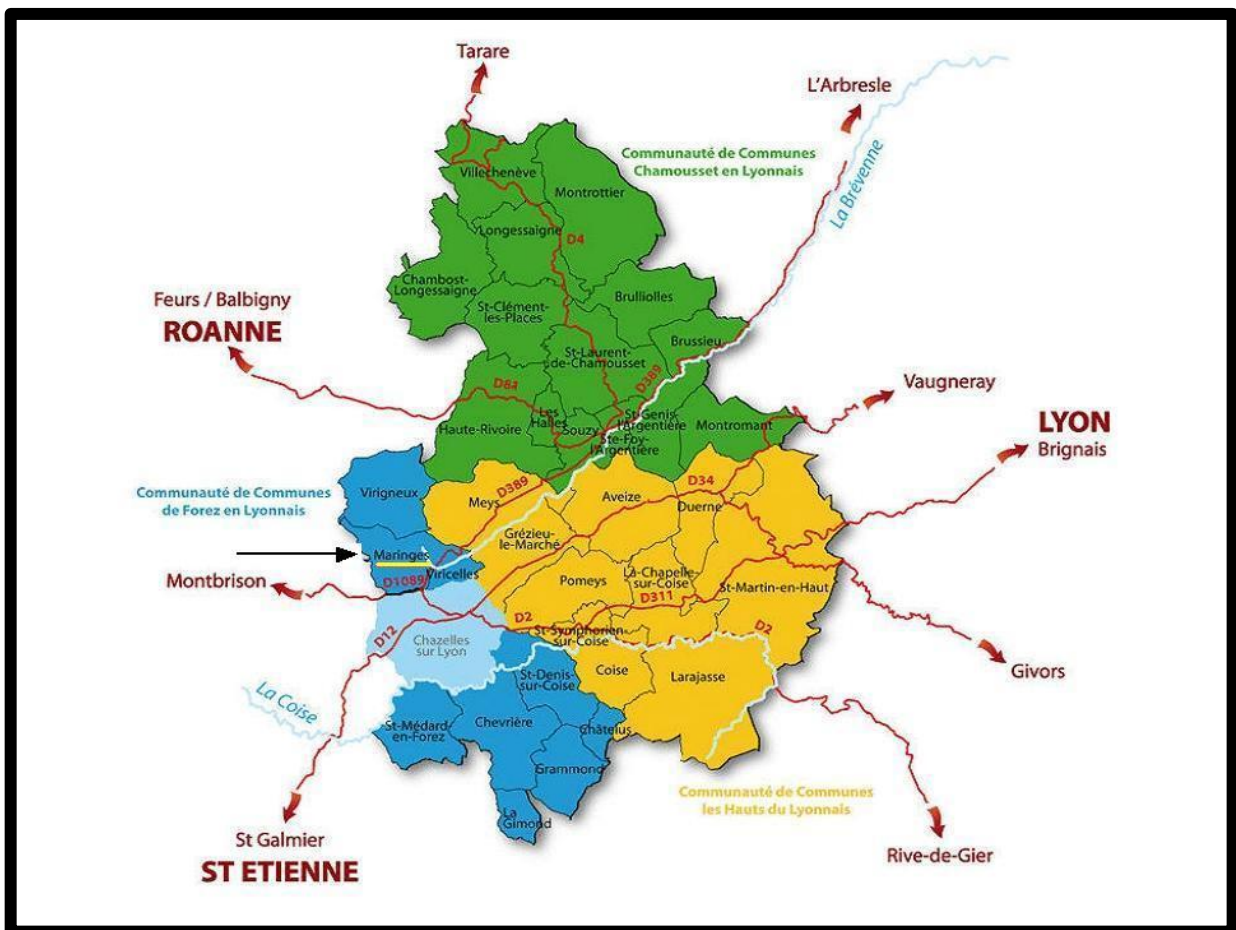 Tarare
L'Arbresle
Communauté de Communes
Chamousset en Lyonnais
La Brévenne
Villechenève
Montrottier
Longessaigne
D4
Chambost-
Longessaigne
St-Clément
les-Places
Brulliolles
Feurs / Balbigny
ROANNE
St-Laurent
de-Chamousset
Brussieu
D389
D81
Vaugneray
Haute-Rivoire
Les
Halles
Souzy
St-Genis
l'Argentière
Ste-Foy
l'Argentière
Montromant
LYON
Brignais
Communauté de Communes
de Forez en Lyonnais
Virigneux
Meys
D389
Aveize
D34
Duerne
Grézieu
le-Marché
Maringes
Viricelles
D1089
Montbrison
Pomeys
La-Chapelle
sur-Coise
D311
St-Martin-en-Haut
D12
Chazelles
sur Lyon
D2
St-Symphorien
sur-Coise
D2
Coise
Larajasse
Givors
La Coise
St-Denis
sur-Coise
St-Médard
en-Forez
Chevrière
Châtelus
Grammond
La
Gimond
Communauté de Communes
les Hauts du Lyonnais
St Galmier
ST ETIENNE
Rive-de-Gier